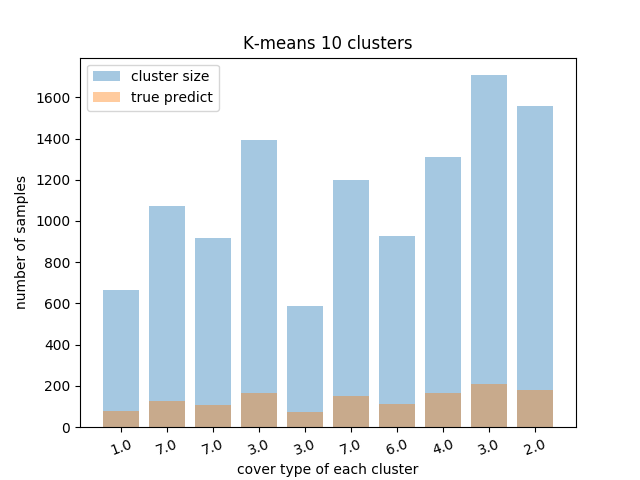 K-means 10 clusters
cluster size
true predict
number of samples
1600
1400
1200
1000
800
600
400
200
0
1.0 7.0 7.0 3.0 3.0 7.0 6.0 4.0 3.0 2.0
cover type of each cluster